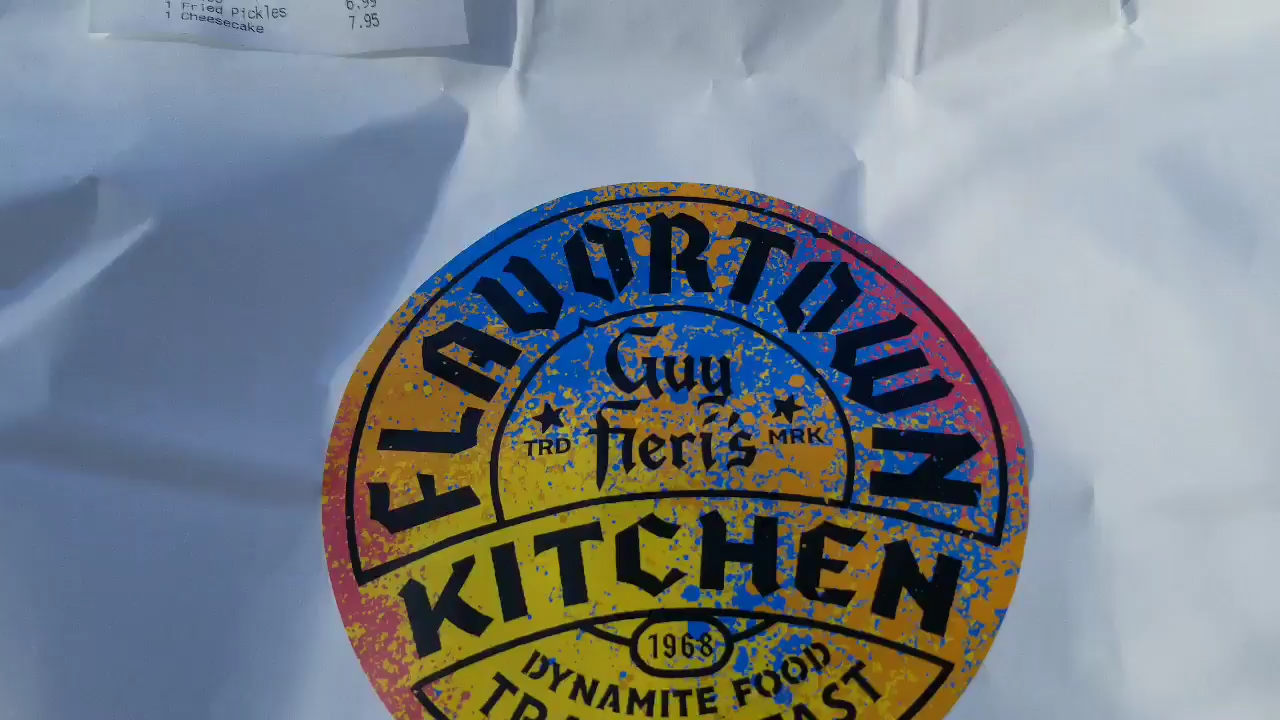 1 Fried Pickles 6.99
1 Cheesecake 7.95
FLAVORTOWN
Guy
Fieri's
TRD MRK
KITCHEN
1968
DYNAMITE FOOD